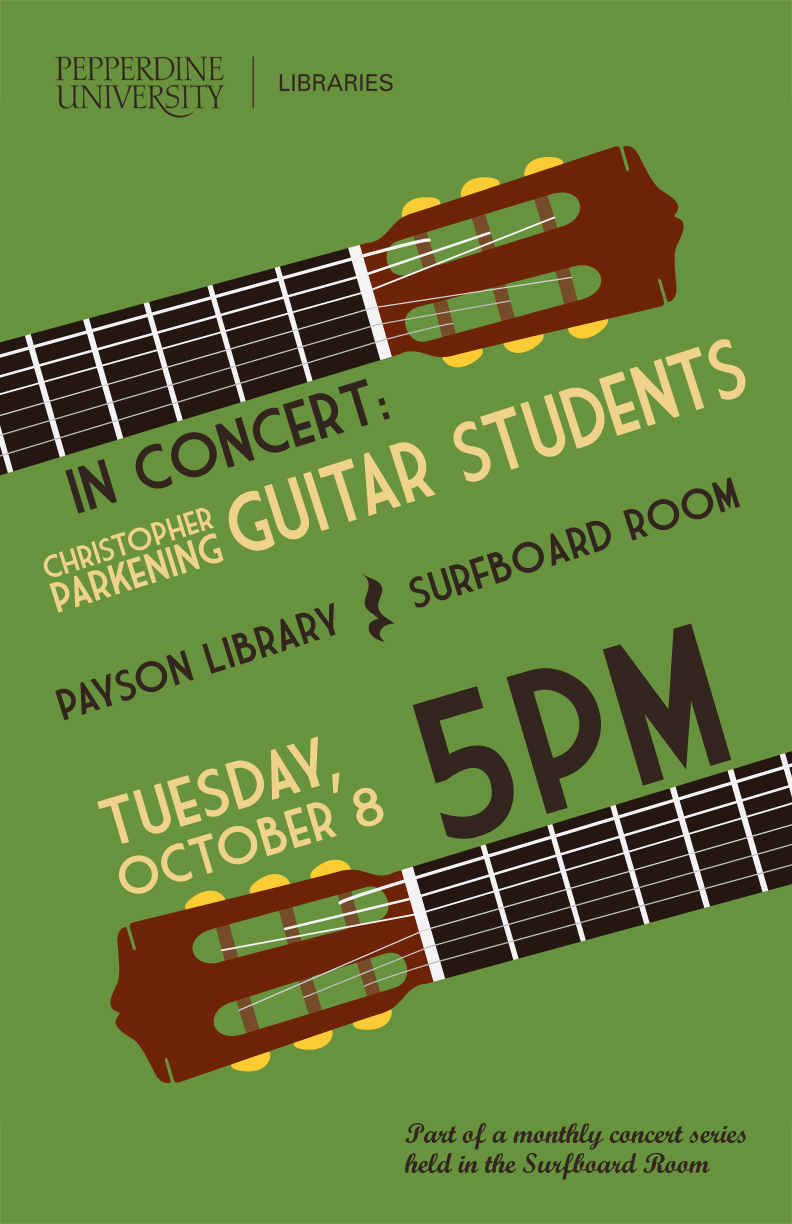 PEPPERDINE
UNIVERSITY
LIBRARIES
IN CONCERT:
CHRISTOPHER
PARKENING
GUITAR STUDENTS
PAYSON LIBRARY
SURFBOARD ROOM
TUESDAY,
OCTOBER 8
5PM
Part of a monthly concert series
held in the Surfboard Room